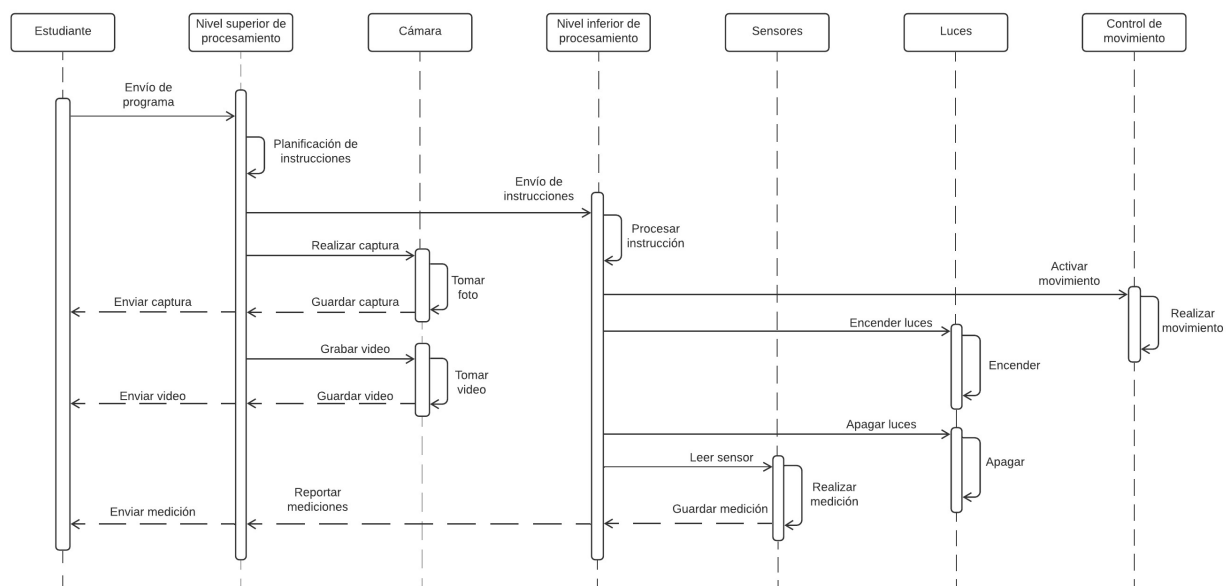 Estudiante
Nivel superior de
procesamiento
Cámara
Nivel inferior de
procesamiento
Sensores
Luces
Control de
movimiento
Envío de
programa
Planificación de
instrucciones
Envío de
instrucciones
Procesar
instrucción
Realizar captura
Tomar
foto
Activar
movimiento
Enviar captura
Guardar captura
Realizar
movimiento
Encender luces
Grabar video
Encender
Tomar
video
Enviar video
Guardar video
Apagar luces
Leer sensor
Apagar
Realizar
medición
Reportar
mediciones
Enviar medición
Guardar medición